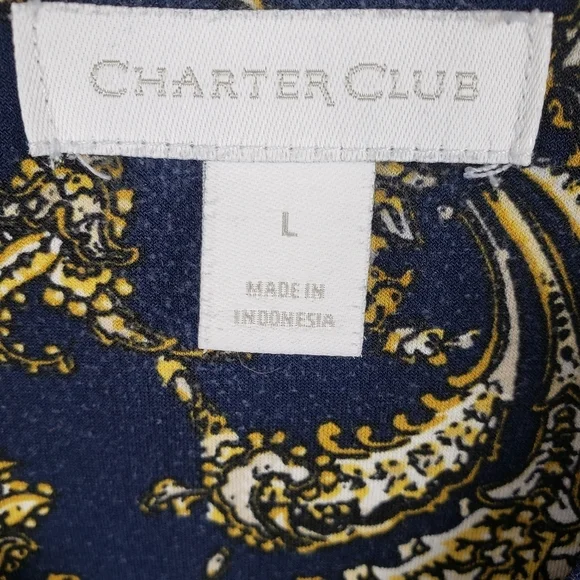 CHARTER CLUB
L
MADE IN
INDONESIA